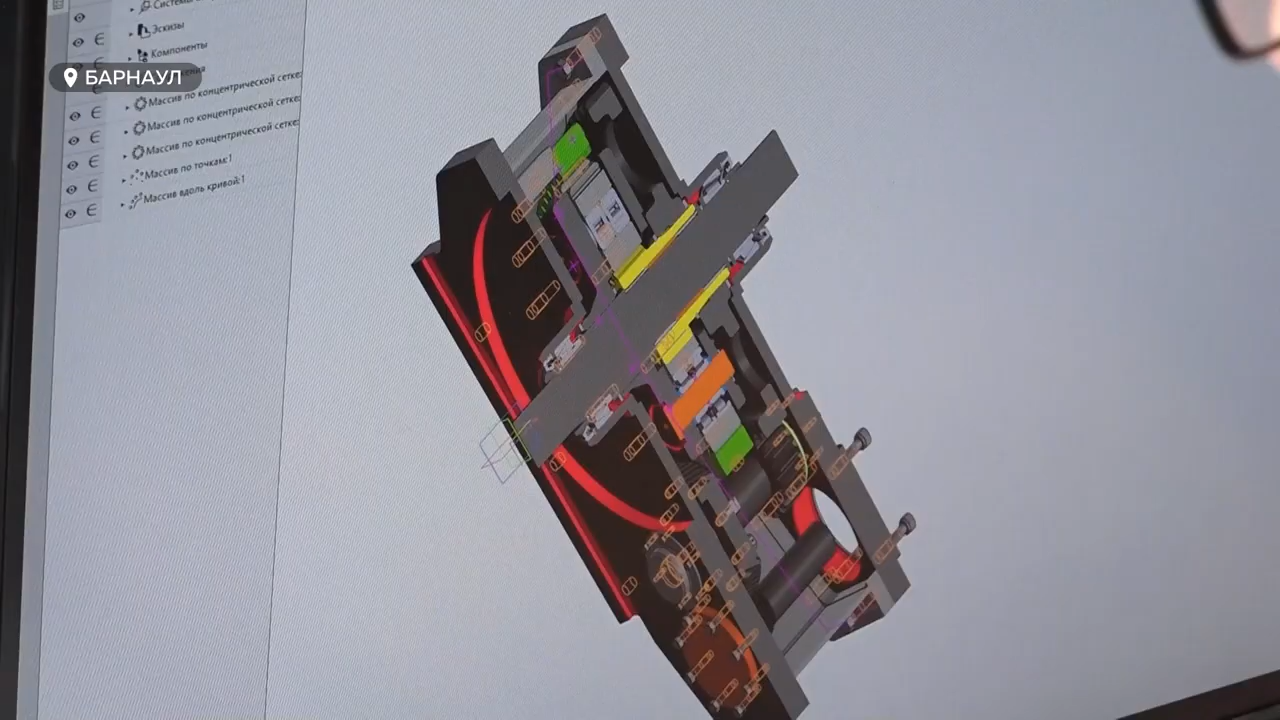 Системы
Эскизы
Компоненты
БАРНАУЛ
Массив по концентрической сетке:
Массив по концентрической сетке:
Массив по концентрической сетке:
Массив по точкам:1
Массив вдоль кривой:1